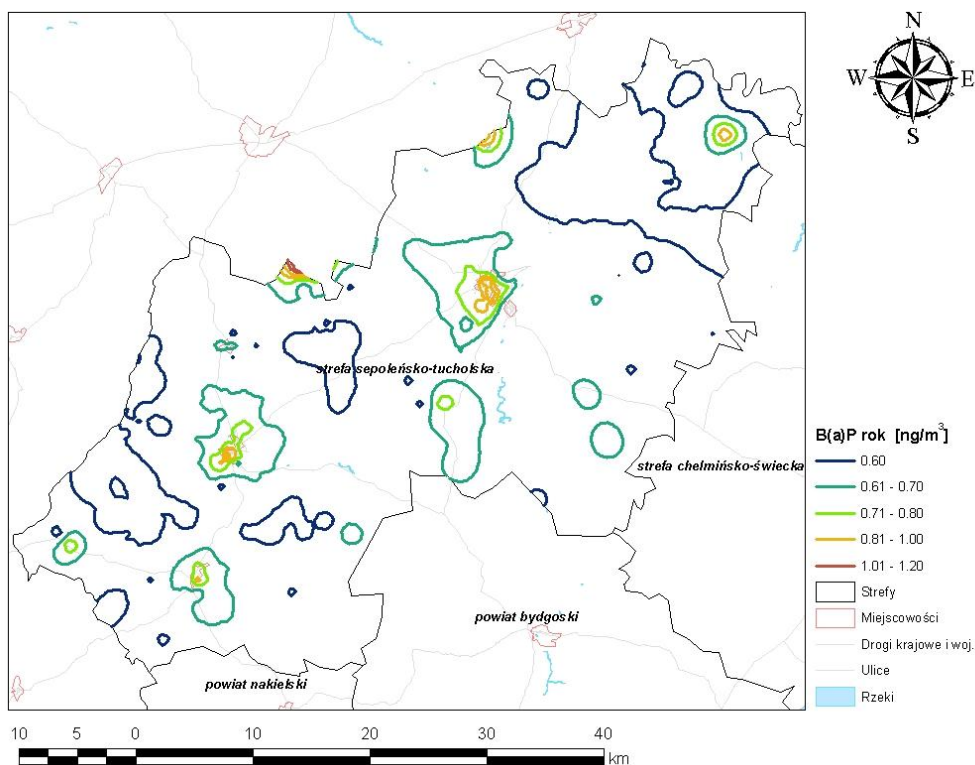 N
W E
S
strefa sępoleńsko-tucholska
strefa chełmińsko-świecka
powiat bydgoski
powiat nakielski
B(a)P rok [ng/m³]
0.60
0.61 - 0.70
0.71 - 0.80
0.81 - 1.00
1.01 - 1.20
Strefy
Miejscowości
Drogi krajowe i woj.
Ulice
Rzeki
10 5 0 10 20 30 40
km